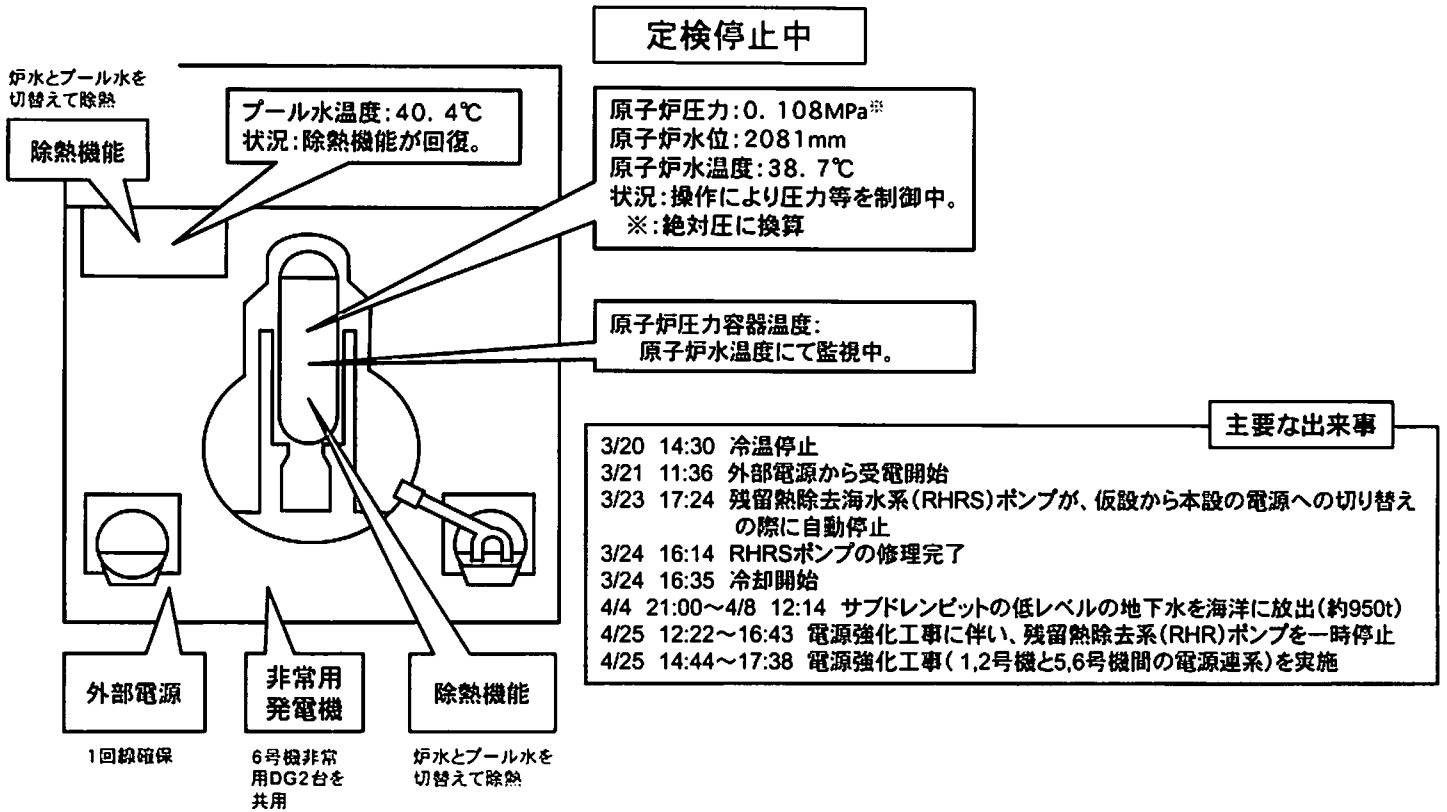 定検停止中
炉水とプール水を
切替えて除熱
除熱機能
プール水温度:40. 4℃
状況:除熱機能が回復。
原子炉圧力:0. 108MPa※
原子炉水位:2081mm
原子炉水温度:38. 7℃
状況:操作により圧力等を制御中。
※:絶対圧に換算
原子炉圧力容器温度:
原子炉水温度にて監視中。
主要な出来事
3/20 14:30 冷温停止
3/21 11:36 外部電源から受電開始
3/23 17:24 残留熱除去海水系(RHRS)ポンプが、仮設から本設の電源への切り替え
の際に自動停止
3/24 16:14 RHRSポンプの修理完了
3/24 16:35 冷却開始
4/4 21:00~4/8 12:14 サブドレンピットの低レベルの地下水を海洋に放出(約950t)
4/25 12:22~16:43 電源強化工事に伴い、残留熱除去系(RHR)ポンプを一時停止
4/25 14:44~17:38 電源強化工事(1,2号機と5,6号機間の電源連系)を実施
外部電源
1回線確保
非常用
発電機
6号機非常
用DG2台を
共用
除熱機能
炉水とプール水を
切替えて除熱